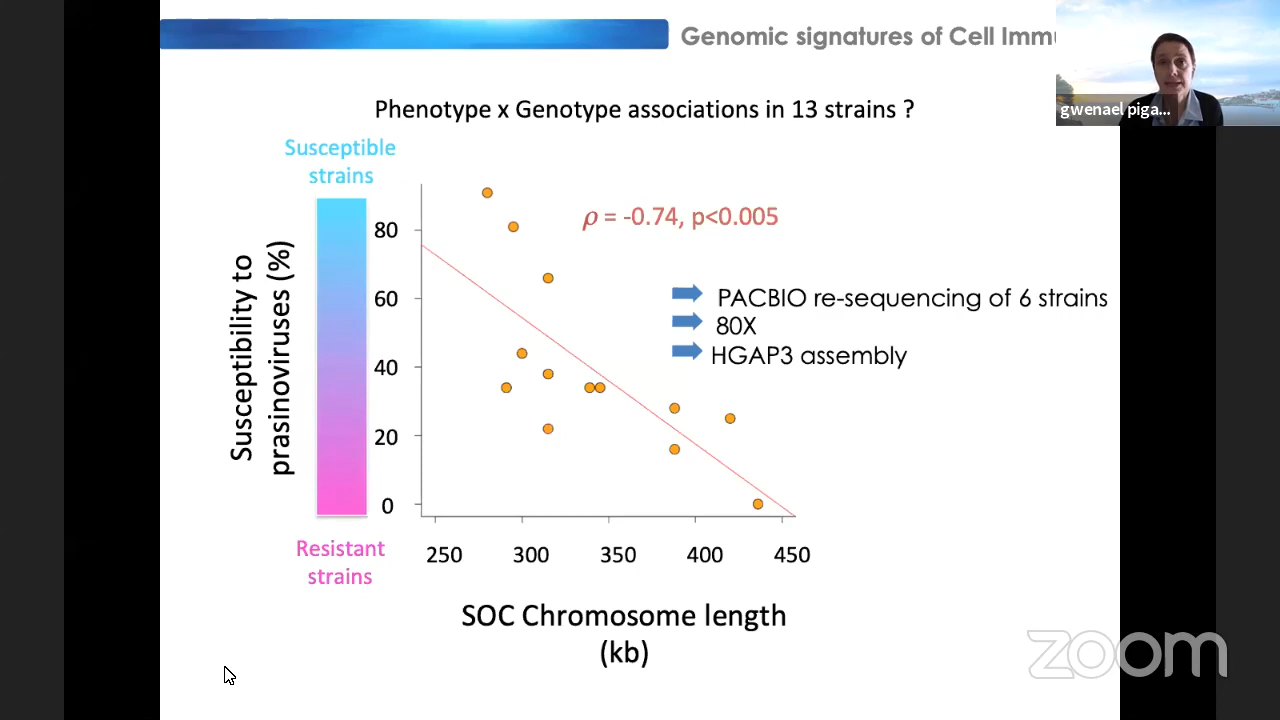 Genomic signatures of Cell Immu
gwenael piga...
Phenotype x Genotype associations in 13 strains ?
Susceptible
strains
Susceptibility to
prasinoviruses (%)
80
60
40
20
0
ρ = -0.74, p<0.005
PACBIO re-sequencing of 6 strains
80X
HGAP3 assembly
Resistant
strains
250 300 350 400 450
SOC Chromosome length
(kb)
zoom